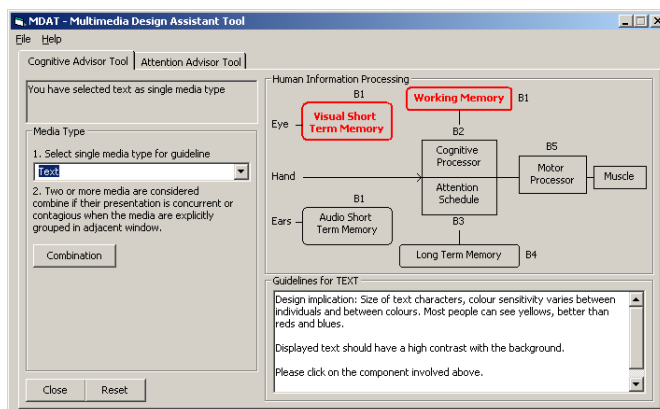 MDAT - Multimedia Design Assistant Tool
File Help
Cognitive Advisor Tool
Attention Advisor Tool
You have selected text as single media type
Media Type
1. Select single media type for guideline
Text
2. Two or more media are considered
combine if their presentation is concurrent or
contagious when the media are explicitly
grouped in adjacent window.
Combination
Close
Reset
Human Information Processing
B1
Eye
Visual Short
Term Memory
Working Memory
B1
B2
Hand
Cognitive
Processor
Attention
Schedule
B3
B5
Motor
Processor
Muscle
B1
Ears
Audio Short
Term Memory
Long Term Memory
B4
Guidelines for TEXT
Design implication: Size of text characters, colour sensitivity varies between
individuals and between colours. Most people can see yellows, better than
reds and blues.
Displayed text should have a high contrast with the background.
Please click on the component involved above.